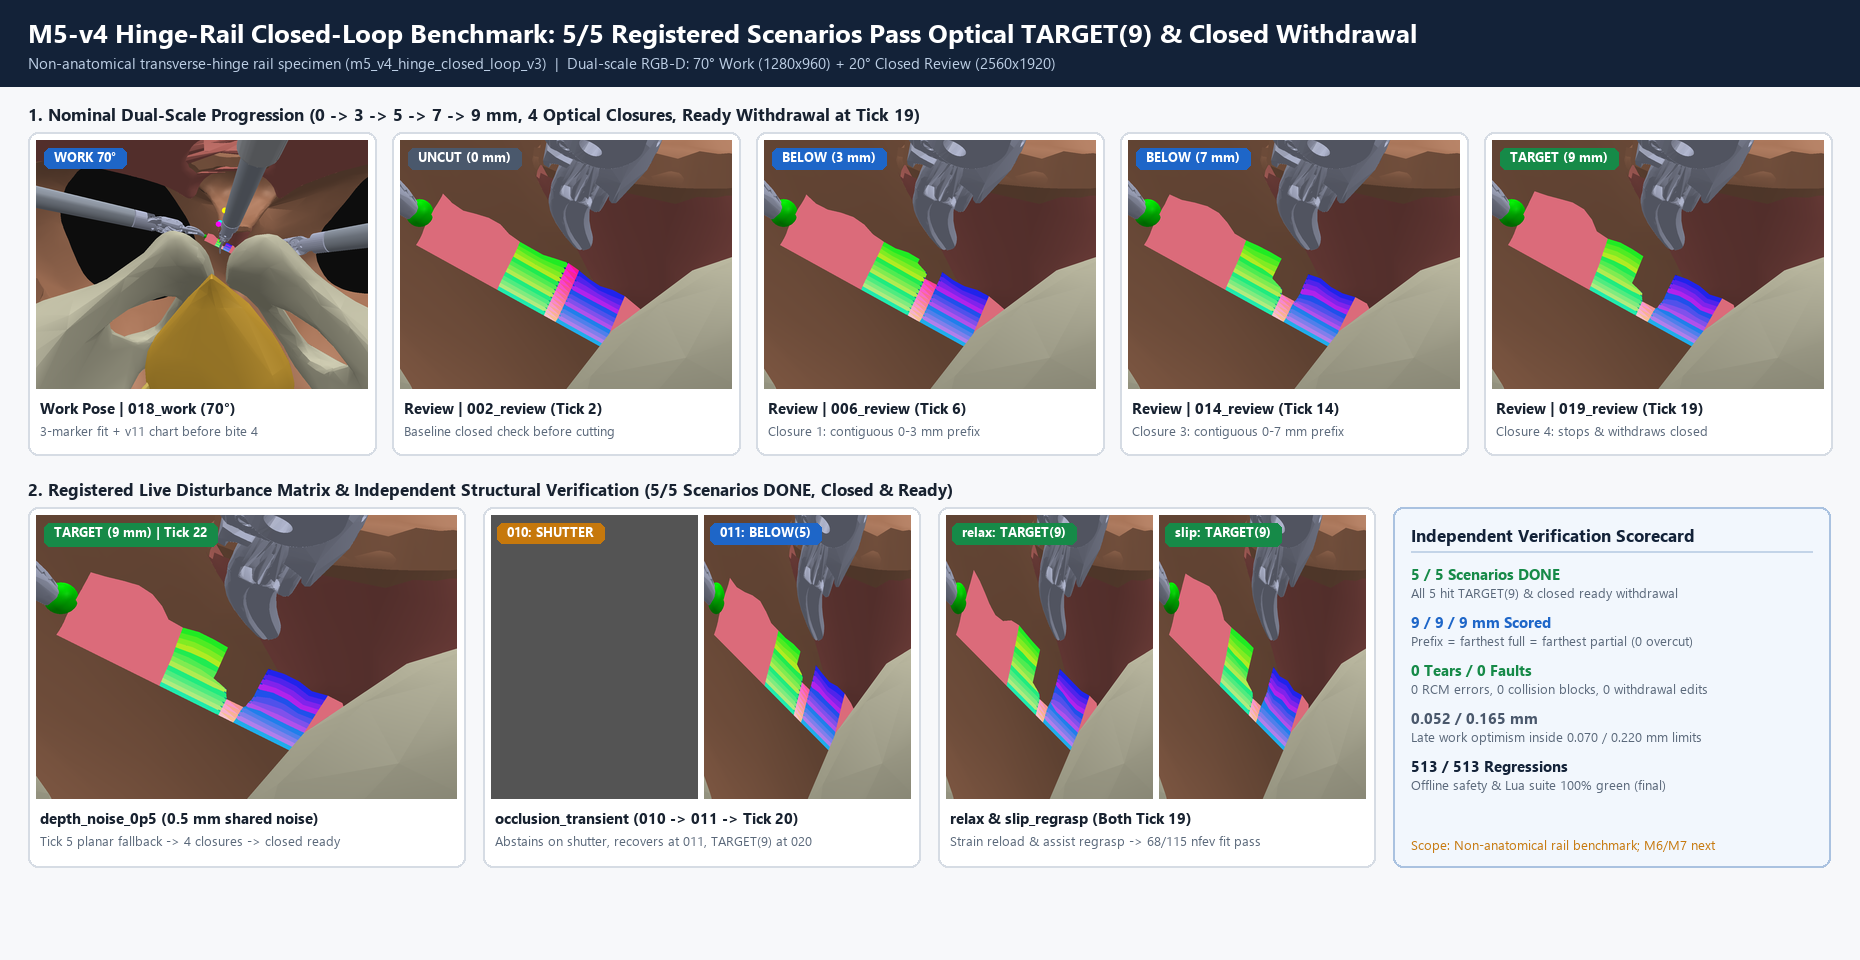 M5-v4 Hinge-Rail Closed-Loop Benchmark: 5/5 Registered Scenarios Pass Optical TARGET(9) & Closed Withdrawal
Non-anatomical transverse-hinge rail specimen (m5_v4_hinge_closed_loop_v3)  |  Dual-scale RGB-D: 70° Work (1280x960) + 20° Closed Review (2560x1920)
1. Nominal Dual-Scale Progression (0 -> 3 -> 5 -> 7 -> 9 mm, 4 Optical Closures, Ready Withdrawal at Tick 19)
WORK 70°
Work Pose | 018_work (70°)
3-marker fit + v11 chart before bite 4
UNCUT (0 mm)
Review | 002_review (Tick 2)
Baseline closed check before cutting
BELOW (3 mm)
Review | 006_review (Tick 6)
Closure 1: contiguous 0-3 mm prefix
BELOW (7 mm)
Review | 014_review (Tick 14)
Closure 3: contiguous 0-7 mm prefix
TARGET (9 mm)
Review | 019_review (Tick 19)
Closure 4: stops & withdraws closed
2. Registered Live Disturbance Matrix & Independent Structural Verification (5/5 Scenarios DONE, Closed & Ready)
TARGET (9 mm) | Tick 22
depth_noise_0p5 (0.5 mm shared noise)
Tick 5 planar fallback -> 4 closures -> closed ready
010: SHUTTER
011: BELOW(5)
occlusion_transient (010 -> 011 -> Tick 20)
Abstains on shutter, recovers at 011, TARGET(9) at 020
relax: TARGET(9)
slip: TARGET(9)
relax & slip_regrasp (Both Tick 19)
Strain reload & assist regrasp -> 68/115 nfev fit pass
Independent Verification Scorecard
5 / 5 Scenarios DONE
All 5 hit TARGET(9) & closed ready withdrawal
9 / 9 / 9 mm Scored
Prefix = farthest full = farthest partial (0 overcut)
0 Tears / 0 Faults
0 RCM errors, 0 collision blocks, 0 withdrawal edits
0.052 / 0.165 mm
Late work optimism inside 0.070 / 0.220 mm limits
513 / 513 Regressions
Offline safety & Lua suite 100% green (final)
Scope: Non-anatomical rail benchmark; M6/M7 next